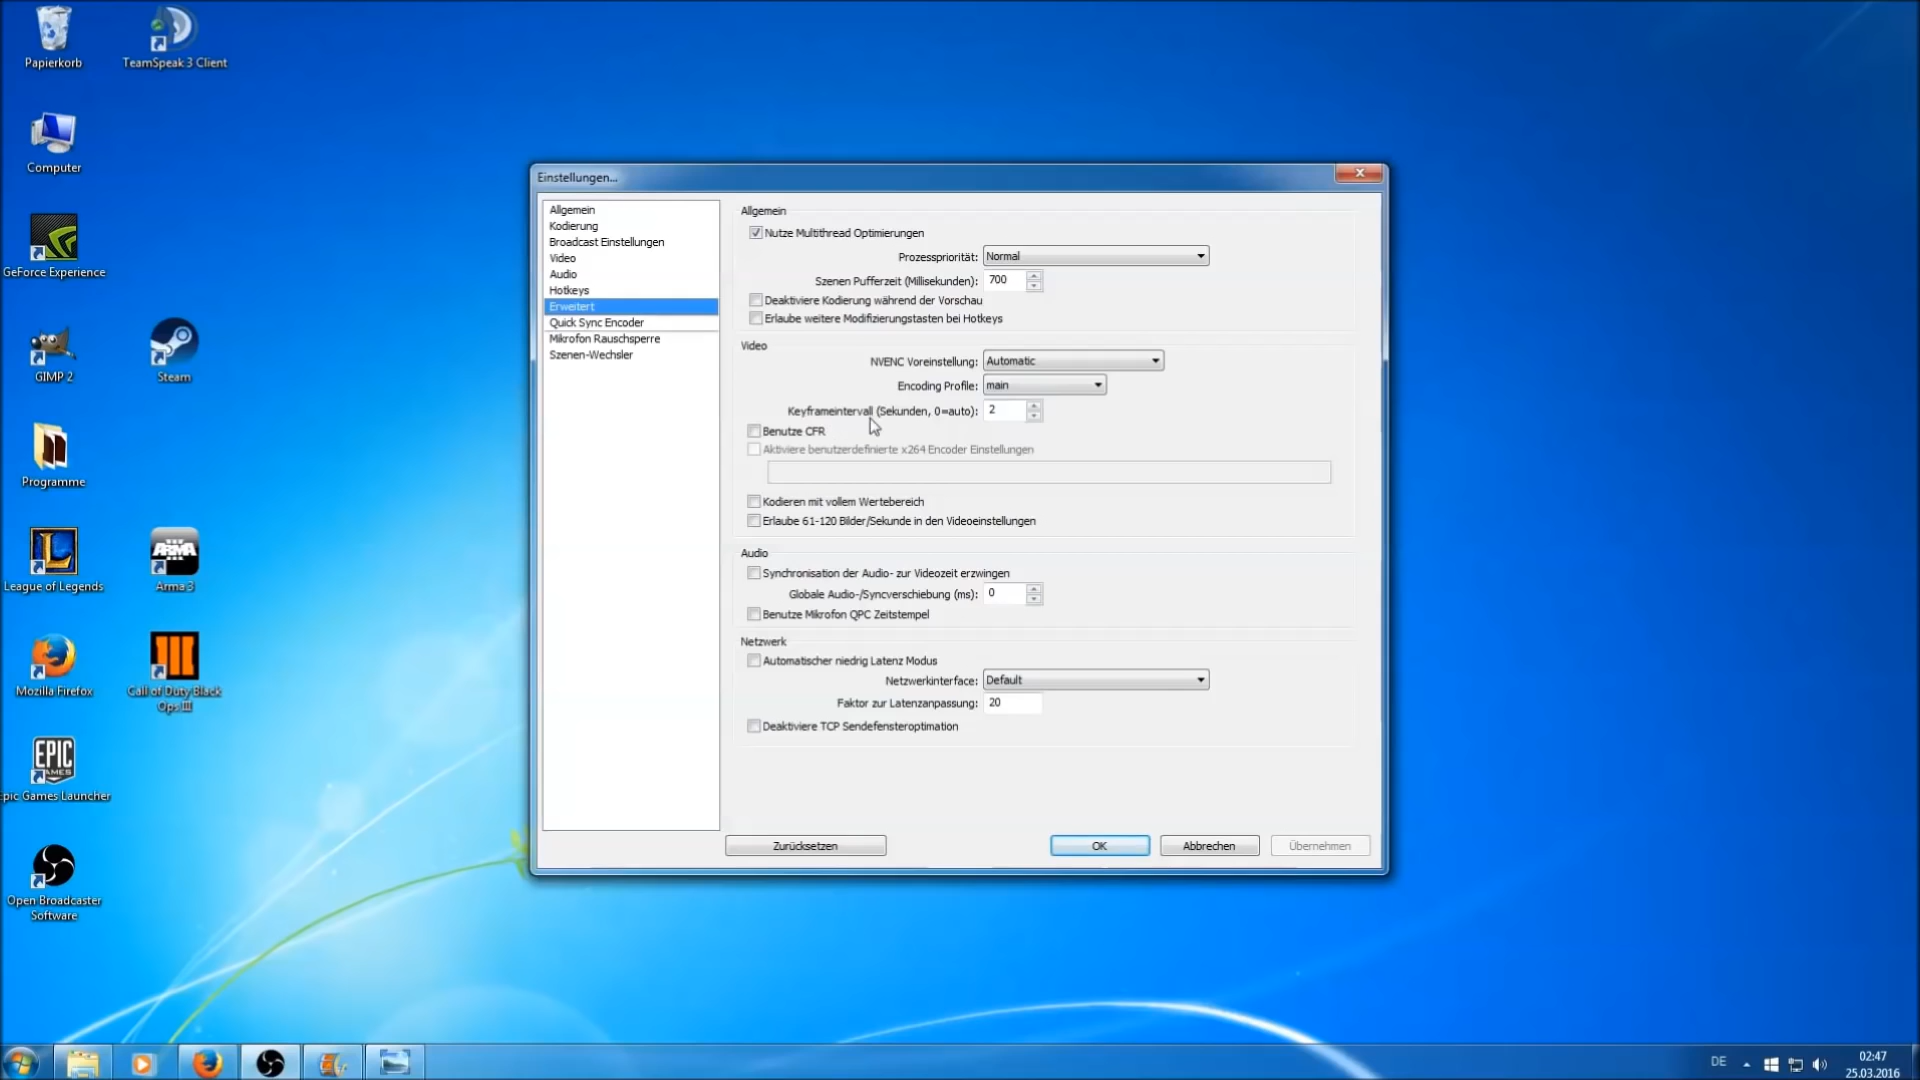 Papierkorb
TeamSpeak 3 Client
Computer
GeForce Experience
GIMP 2
Steam
Programme
League of Legends
ARMA
III
Arma 3
Mozilla Firefox
Call of Duty Black
Ops III
EPIC
GAMES
Epic Games Launcher
Open Broadcaster
Software
Einstellungen...
Allgemein
Kodierung
Broadcast Einstellungen
Video
Audio
Hotkeys
Erweitert
Quick Sync Encoder
Mikrofon Rauschsperre
Szenen-Wechsler
Allgemein
Nutze Multithread Optimierungen
Prozesspriorität: Normal
Szenen Pufferzeit (Millisekunden): 700
Deaktiviere Kodierung während der Vorschau
Erlaube weitere Modifizierungstasten bei Hotkeys
Video
NVENC Voreinstellung: Automatic
Encoding Profile: main
Keyframeintervall (Sekunden, 0=auto): 2
Benutze CFR
Aktiviere benutzerdefinierte x264 Encoder Einstellungen
Kodieren mit vollem Wertebereich
Erlaube 61-120 Bilder/Sekunde in den Videoeinstellungen
Audio
Synchronisation der Audio- zur Videozeit erzwingen
Globale Audio-/Syncverschiebung (ms): 0
Benutze Mikrofon QPC Zeitstempel
Netzwerk
Automatischer niedrig Latenz Modus
Netzwerkinterface: Default
Faktor zur Latenzanpassung: 20
Deaktiviere TCP Sendefensteroptimation
Zurücksetzen
OK
Abbrechen
Übernehmen
DE
02:47
25.03.2016